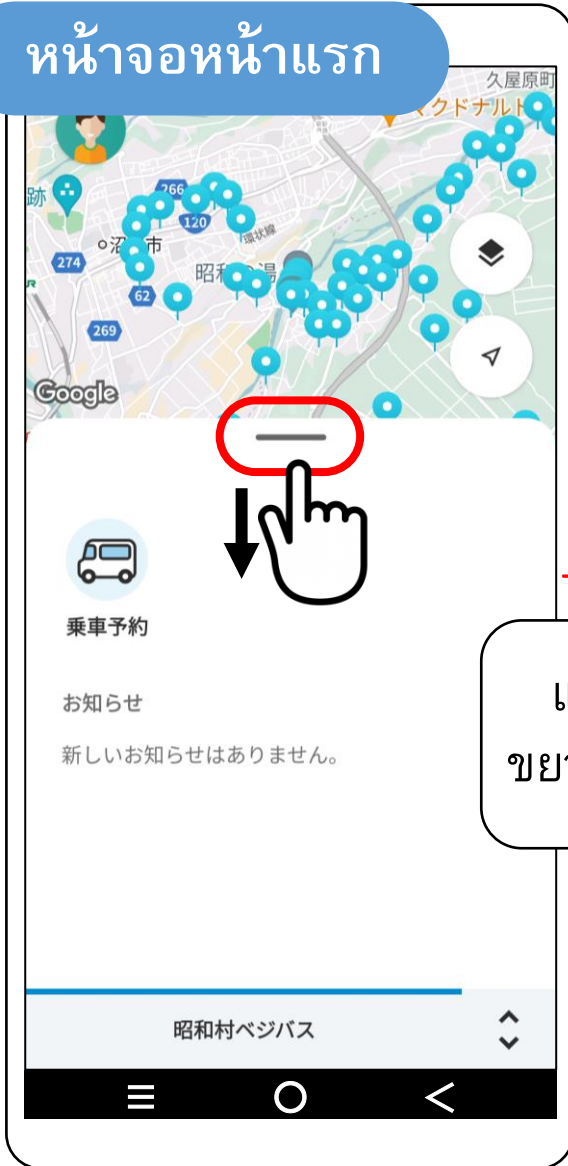 หน้าจอหน้าแรก
久屋原町
マクドナルド
跡
266
120
環状線
274
昭和の湯
62
269
Google
乗車予約
お知らせ
新しいお知らせはありません。
昭和村ベジバス